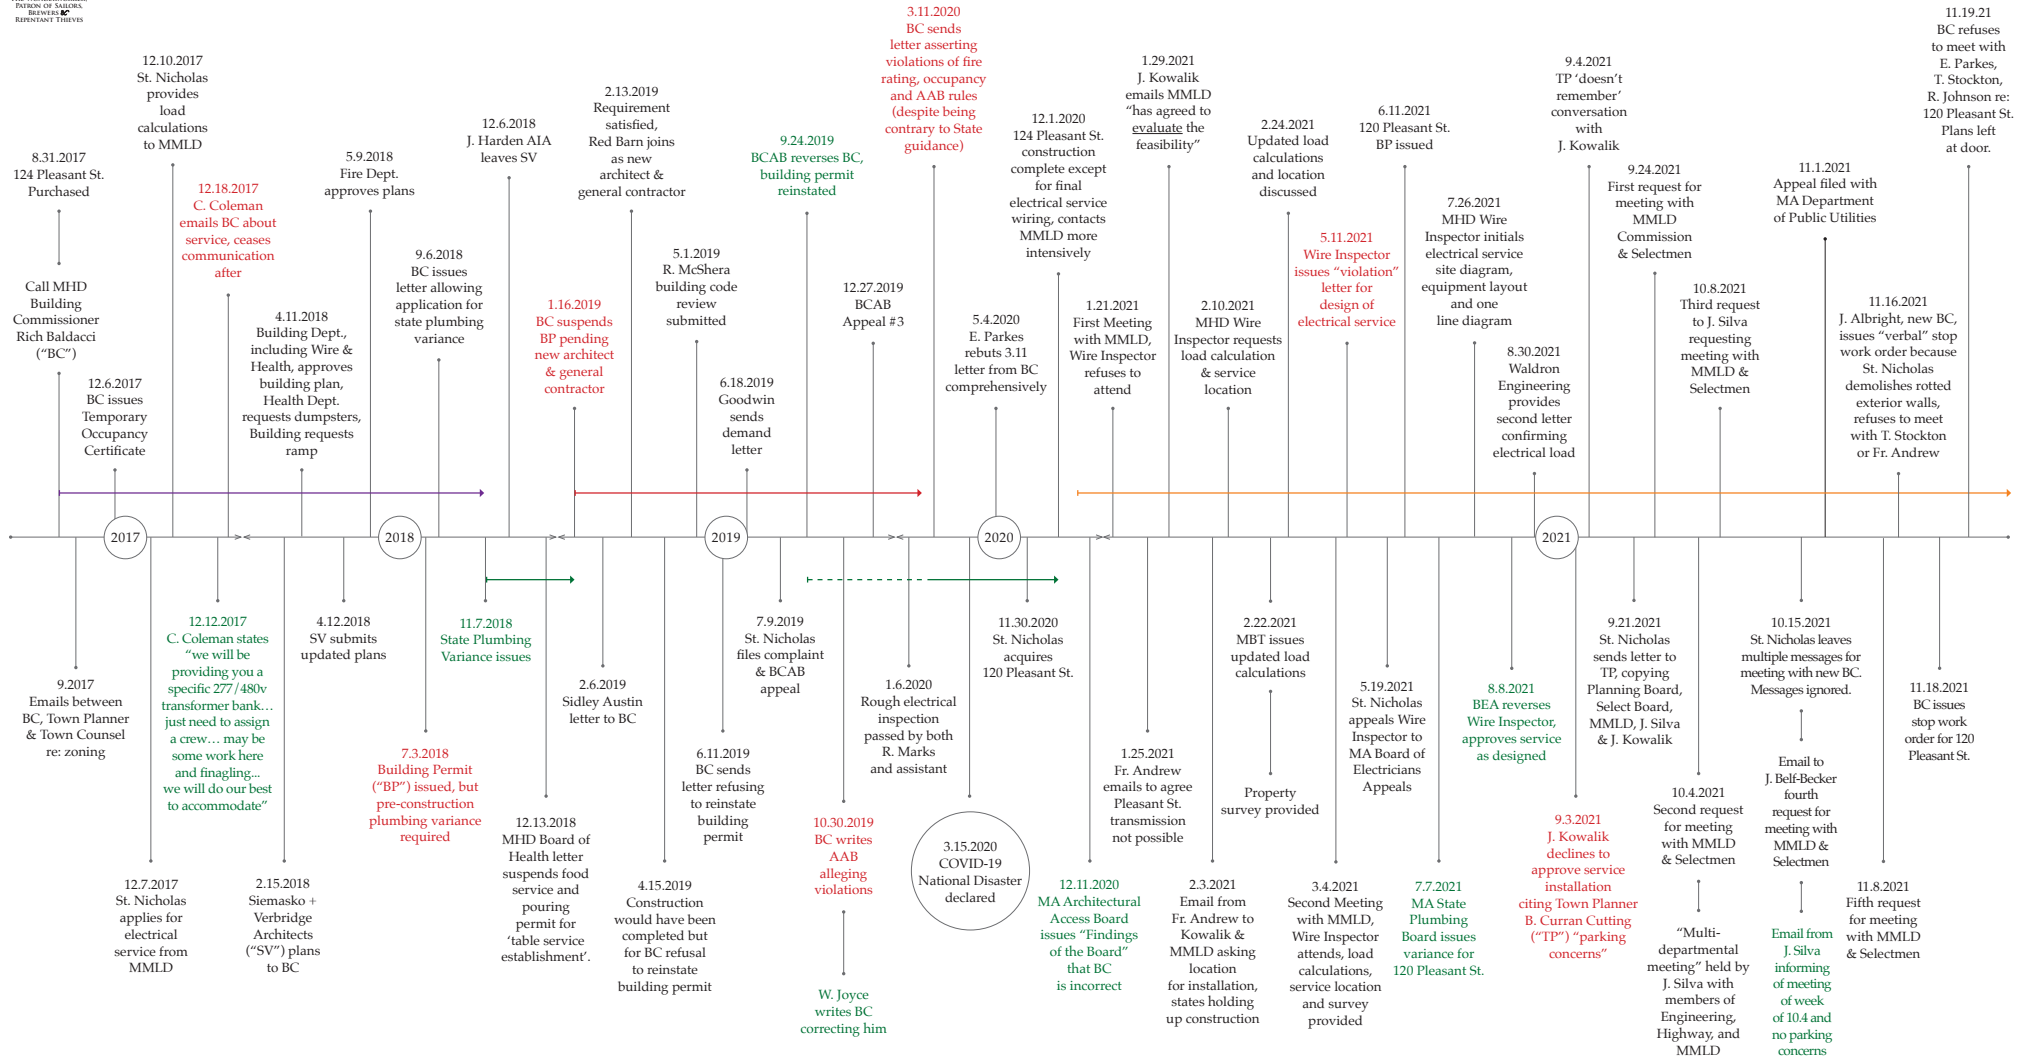 PATRON OF SAILORS,
BREWERS &
REPENTANT THIEVES
8.31.2017
124 Pleasant St.
Purchased
Call MHD
Building
Commissioner
Rich Baldacci
(“BC”)
12.6.2017
BC issues
Temporary
Occupancy
Certificate
12.10.2017
St. Nicholas
provides
load
calculations
to MMLD
12.18.2017
C. Coleman
emails BC about
service, ceases
communication
after
4.11.2018
Building Dept.,
including Wire &
Health, approves
building plan,
Health Dept.
requests dumpsters,
Building requests
ramp
5.9.2018
Fire Dept.
approves plans
9.6.2018
BC issues
letter allowing
application for
state plumbing
variance
12.6.2018
J. Harden AIA
leaves SV
1.16.2019
BC suspends
BP pending
new architect
& general
contractor
2.13.2019
Requirement
satisfied,
Red Barn joins
as new
architect &
general contractor
5.1.2019
R. McShera
building code
review
submitted
6.18.2019
Goodwin
sends
demand
letter
9.24.2019
BCAB reverses BC,
building permit
reinstated
12.27.2019
BCAB
Appeal #3
3.11.2020
BC sends
letter asserting
violations of fire
rating, occupancy
and AAB rules
(despite being
contrary to State
guidance)
5.4.2020
E. Parkes
rebuts 3.11
letter from BC
comprehensively
12.1.2020
124 Pleasant St.
construction
complete except
for final
electrical service
wiring, contacts
MMLD more
intensively
1.21.2021
First Meeting
with MMLD,
Wire Inspector
refuses to
attend
1.29.2021
J. Kowalik
emails MMLD
“has agreed to
evaluate the
feasibility”
2.10.2021
MHD Wire
Inspector requests
load calculation
& service
location
2.24.2021
Updated load
calculations
and location
discussed
5.11.2021
Wire Inspector
issues “violation”
letter for
design of
electrical service
6.11.2021
120 Pleasant St.
BP issued
7.26.2021
MHD Wire
Inspector initials
electrical service
site diagram,
equipment layout
and one
line diagram
8.30.2021
Waldron
Engineering
provides
second letter
confirming
electrical load
9.4.2021
TP ‘doesn’t
remember’
conversation
with
J. Kowalik
9.24.2021
First request for
meeting with
MMLD
Commission
& Selectmen
10.8.2021
Third request
to J. Silva
requesting
meeting with
MMLD &
Selectmen
11.1.2021
Appeal filed with
MA Department
of Public Utilities
11.16.2021
J. Albright, new BC,
issues “verbal” stop
work order because
St. Nicholas
demolishes rotted
exterior walls,
refuses to meet
with T. Stockton
or Fr. Andrew
11.19.21
BC refuses
to meet with
E. Parkes,
T. Stockton,
R. Johnson re:
120 Pleasant St.
Plans left
at door.
2017
2018
2019
2020
2021
9.2017
Emails between
BC, Town Planner
& Town Counsel
re: zoning
12.7.2017
St. Nicholas
applies for
electrical
service from
MMLD
12.12.2017
C. Coleman states
“we will be
providing you a
specific 277/480v
transformer bank…
just need to assign
a crew… may be
some work here
and finagling...
we will do our best
to accommodate”
2.15.2018
Siemasko +
Verbridge
Architects
(“SV”) plans
to BC
4.12.2018
SV submits
updated plans
7.3.2018
Building Permit
(“BP”) issued, but
pre-construction
plumbing variance
required
11.7.2018
State Plumbing
Variance issues
12.13.2018
MHD Board of
Health letter
suspends food
service and
pouring
permit for
‘table service
establishment’.
2.6.2019
Sidley Austin
letter to BC
4.15.2019
Construction
would have been
completed but
for BC refusal
to reinstate
building permit
6.11.2019
BC sends
letter refusing
to reinstate
building
permit
7.9.2019
St. Nicholas
files complaint
& BCAB
appeal
10.30.2019
BC writes
AAB
alleging
violations
W. Joyce
writes BC
correcting him
1.6.2020
Rough electrical
inspection
passed by both
R. Marks
and assistant
3.15.2020
COVID-19
National Disaster
declared
11.30.2020
St. Nicholas
acquires
120 Pleasant St.
12.11.2020
MA Architectural
Access Board
issues “Findings
of the Board”
that BC
is incorrect
1.25.2021
Fr. Andrew
emails to agree
Pleasant St.
transmission
not possible
2.3.2021
Email from
Fr. Andrew to
Kowalik &
MMLD asking
location
for installation,
states holding
up construction
2.22.2021
MBT issues
updated load
calculations
Property
survey provided
3.4.2021
Second Meeting
with MMLD,
Wire Inspector
attends, load
calculations,
service location
and survey
provided
5.19.2021
St. Nicholas
appeals Wire
Inspector to
MA Board of
Electricians
Appeals
7.7.2021
MA State
Plumbing
Board issues
variance for
120 Pleasant St.
8.8.2021
BEA reverses
Wire Inspector,
approves service
as designed
9.3.2021
J. Kowalik
declines to
approve service
installation
citing Town Planner
B. Curran Cutting
(“TP”) “parking
concerns”
9.21.2021
St. Nicholas
sends letter to
TP, copying
Planning Board,
Select Board,
MMLD, J. Silva
& J. Kowalik
10.4.2021
Second request
for meeting
with MMLD
& Selectmen
“Multi-
departmental
meeting” held by
J. Silva with
members of
Engineering,
Highway, and
MMLD
10.15.2021
St. Nicholas leaves
multiple messages for
meeting with new BC.
Messages ignored.
Email to
J. Belf-Becker
fourth
request for
meeting with
MMLD &
Selectmen
Email from
J. Silva
informing
of meeting
of week
of 10.4 and
no parking
concerns
11.8.2021
Fifth request
for meeting
with MMLD
& Selectmen
11.18.2021
BC issues
stop work
order for 120
Pleasant St.